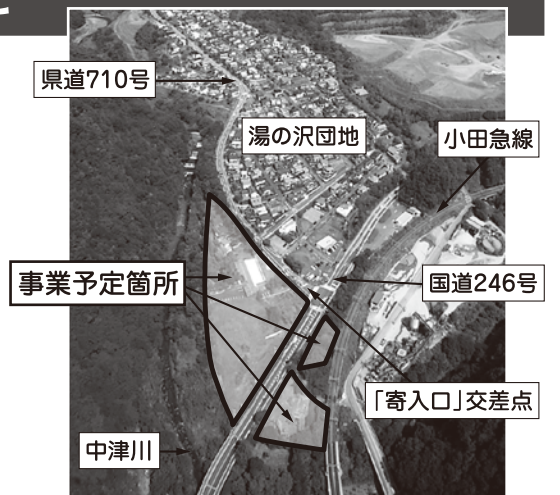 県道710号
湯の沢団地
小田急線
事業予定箇所
国道246号
「寄入口」交差点
中津川